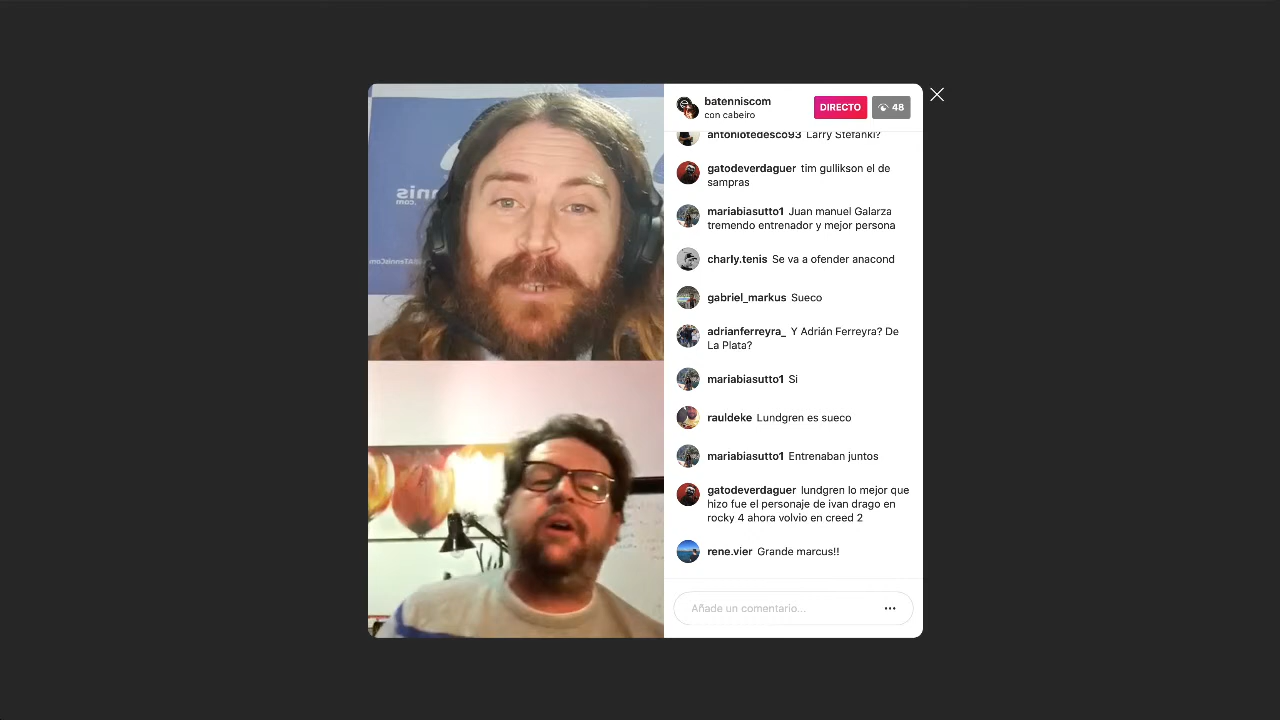 batenniscom
con cabeiro
DIRECTO
48
antoniotedesco93 Larry Stefanki?
gatodeverdaguer tim gullikson el de
sampras
mariabiasutto1 Juan manuel Galarza
tremendo entrenador y mejor persona
charly.tenis Se va a ofender anacond
gabriel_markus Sueco
adrianferreyra_ Y Adrián Ferreyra? De
La Plata?
mariabiasutto1 Si
rauldeke Lundgren es sueco
mariabiasutto1 Entrenaban juntos
gatodeverdaguer lundgren lo mejor que
hizo fue el personaje de ivan drago en
rocky 4 ahora volvio en creed 2
rene.vier Grande marcus!!
Añade un comentario...
nnis
.com